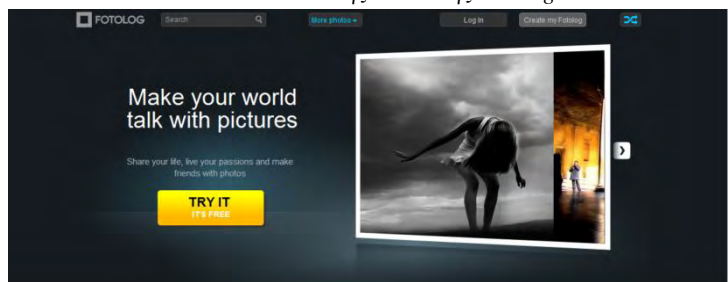 FOTOLOG Search More photos Log In Create my Fotolog
Make your world
talk with pictures
Share your life, live your passions and make
friends with photos
TRY IT
IT'S FREE